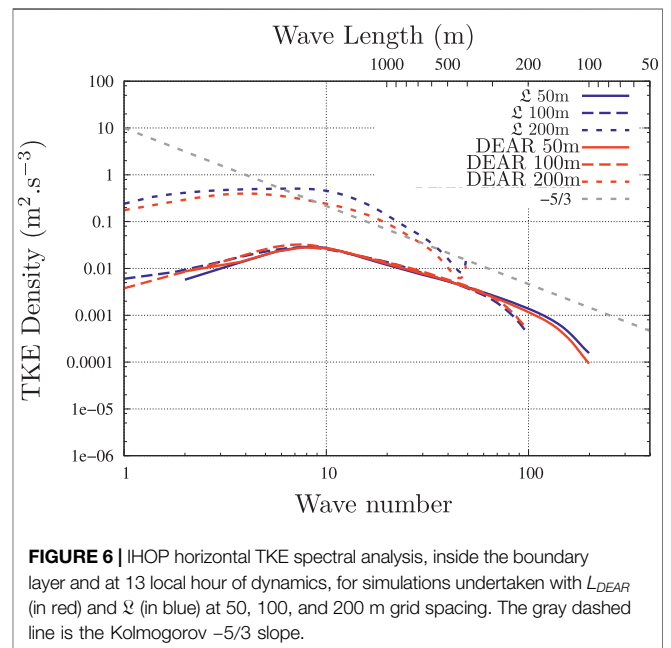 Wave Length (m)
1000 500 200 100 50
100
10
1
0.1
0.01
0.001
0.0001
1e-05
1e-06
TKE Density (m².s⁻³)
𝔏 50m
𝔏 100m
𝔏 200m
DEAR 50m
DEAR 100m
DEAR 200m
-5/3
1 10 100
Wave number
FIGURE 6 | IHOP horizontal TKE spectral analysis, inside the boundary
layer and at 13 local hour of dynamics, for simulations undertaken with L_DEAR
(in red) and 𝔏 (in blue) at 50, 100, and 200 m grid spacing. The gray dashed
line is the Kolmogorov −5/3 slope.